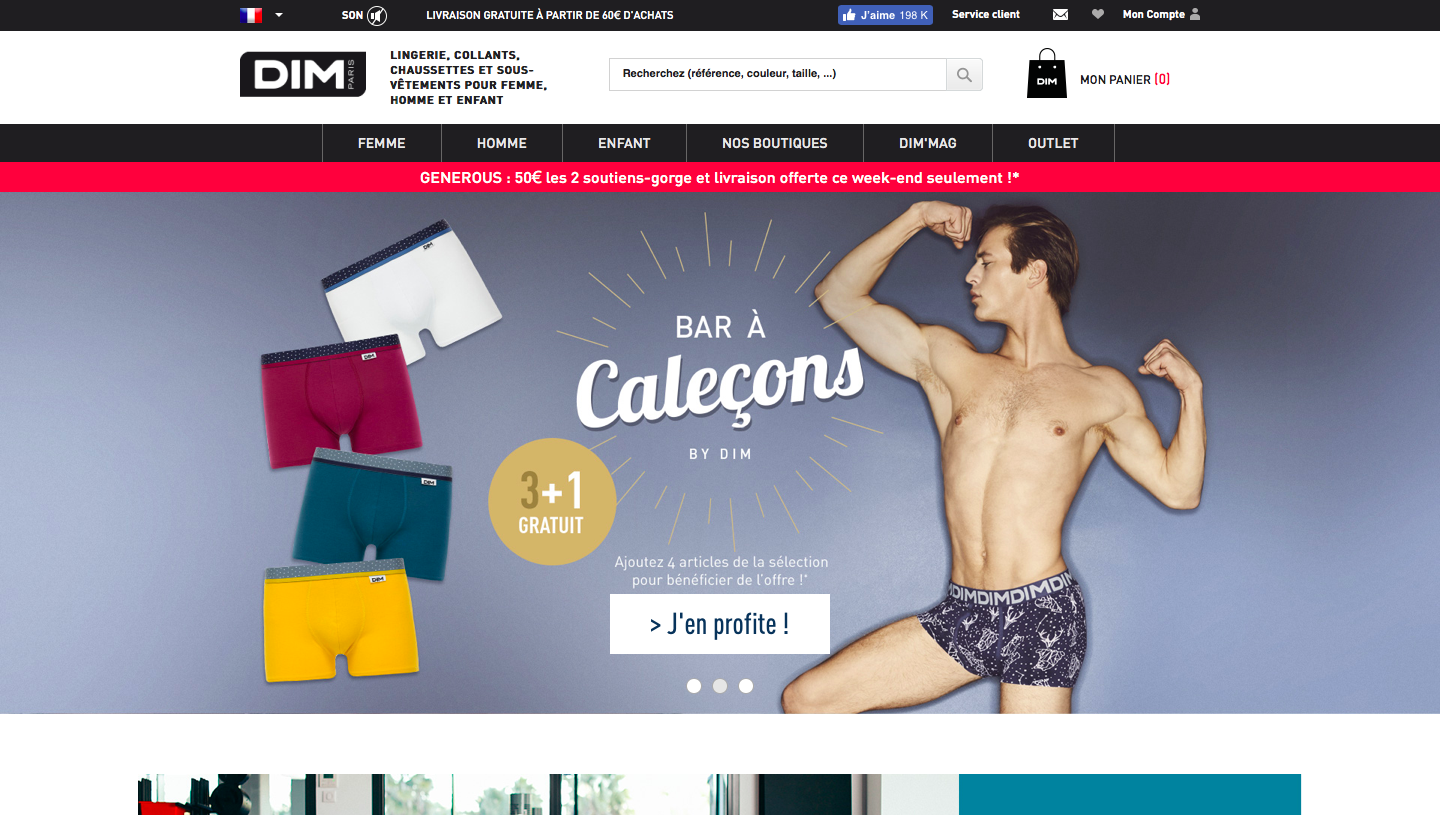 SON
LIVRAISON GRATUITE À PARTIR DE 60€ D'ACHATS
J'aime 198 K
Service client
Mon Compte
DIM PARIS
LINGERIE, COLLANTS,
CHAUSSETTES ET SOUS-
VÊTEMENTS POUR FEMME,
HOMME ET ENFANT
Recherchez (référence, couleur, taille, ...)
DIM
MON PANIER (0)
FEMME
HOMME
ENFANT
NOS BOUTIQUES
DIM'MAG
OUTLET
GENEROUS : 50€ les 2 soutiens-gorge et livraison offerte ce week-end seulement !*
DIM
DIM
DIM
DIM
BAR À
Caleçons
BY DIM
3+1
GRATUIT
Ajoutez 4 articles de la sélection
pour bénéficier de l'offre !*
> J'en profite !
DIMDIMDIMDIM